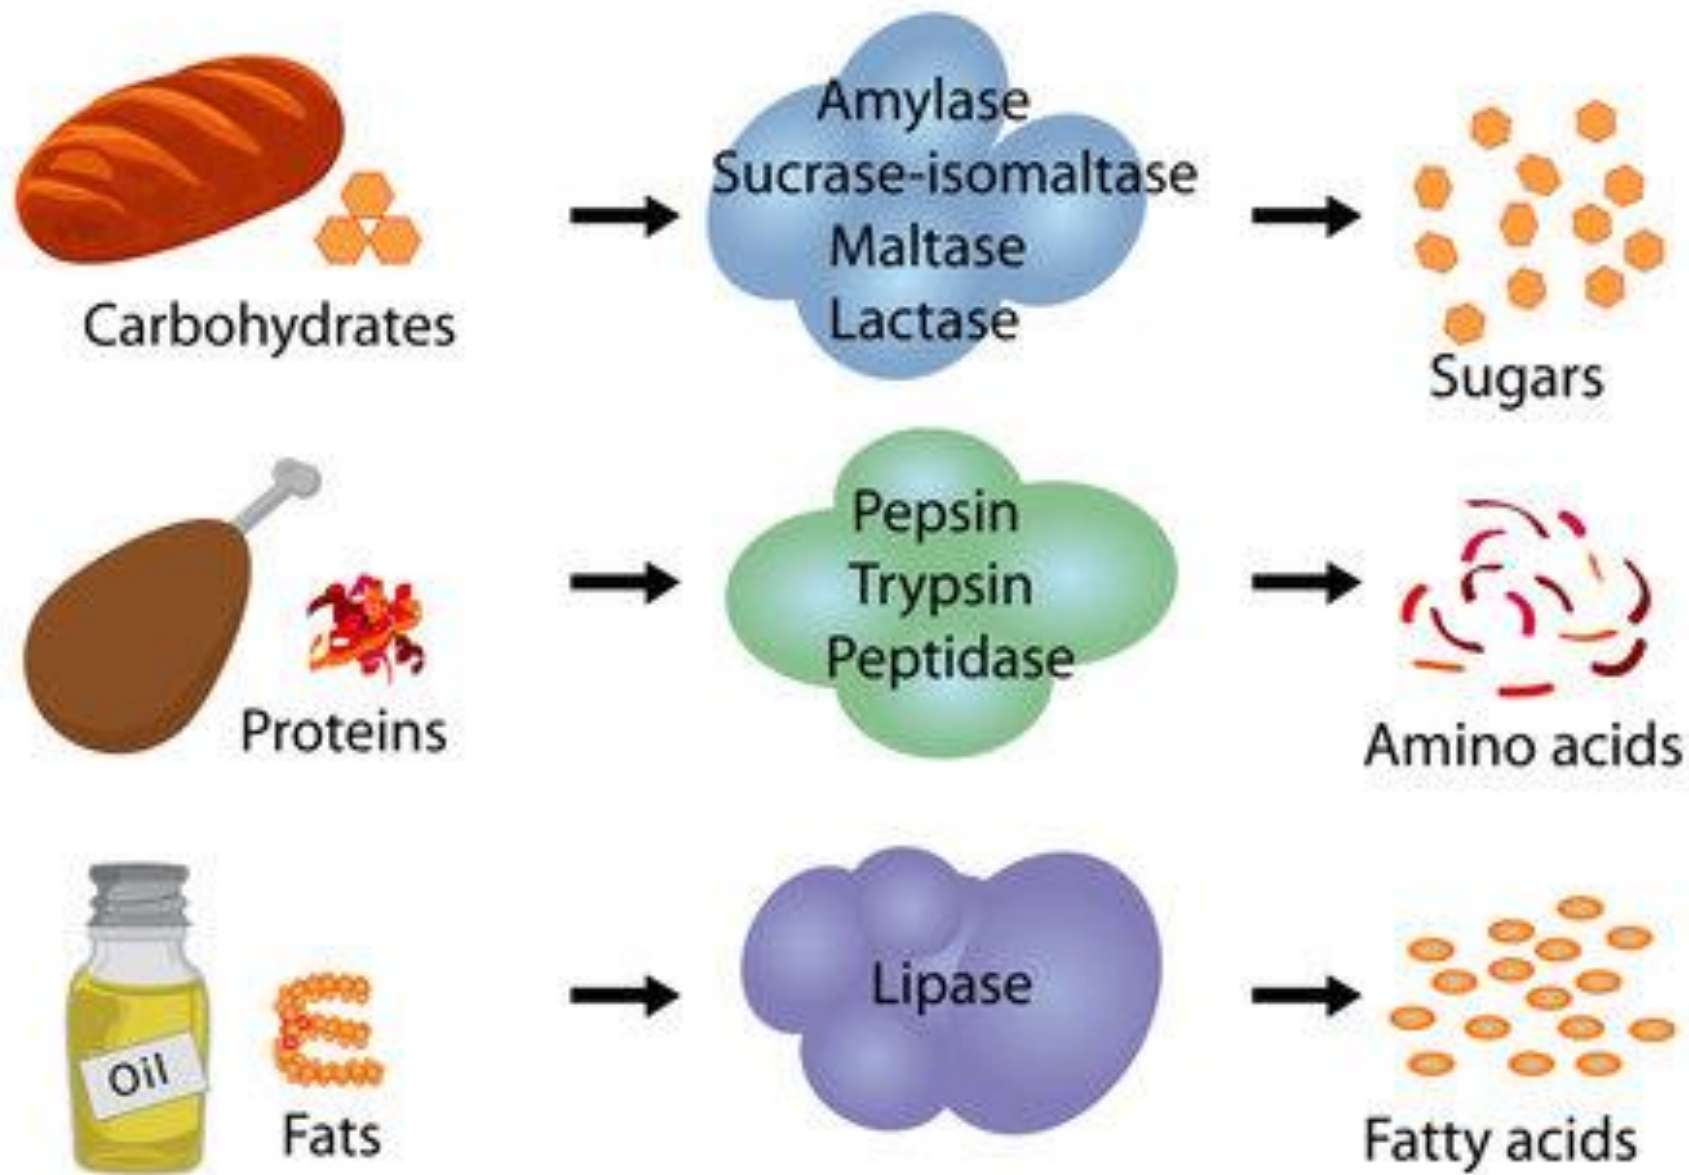 Carbohydrates
Amylase
Sucrase-isomaltase
Maltase
Lactase
Sugars
Proteins
Pepsin
Trypsin
Peptidase
Amino acids
Oil
Fats
Lipase
Fatty acids